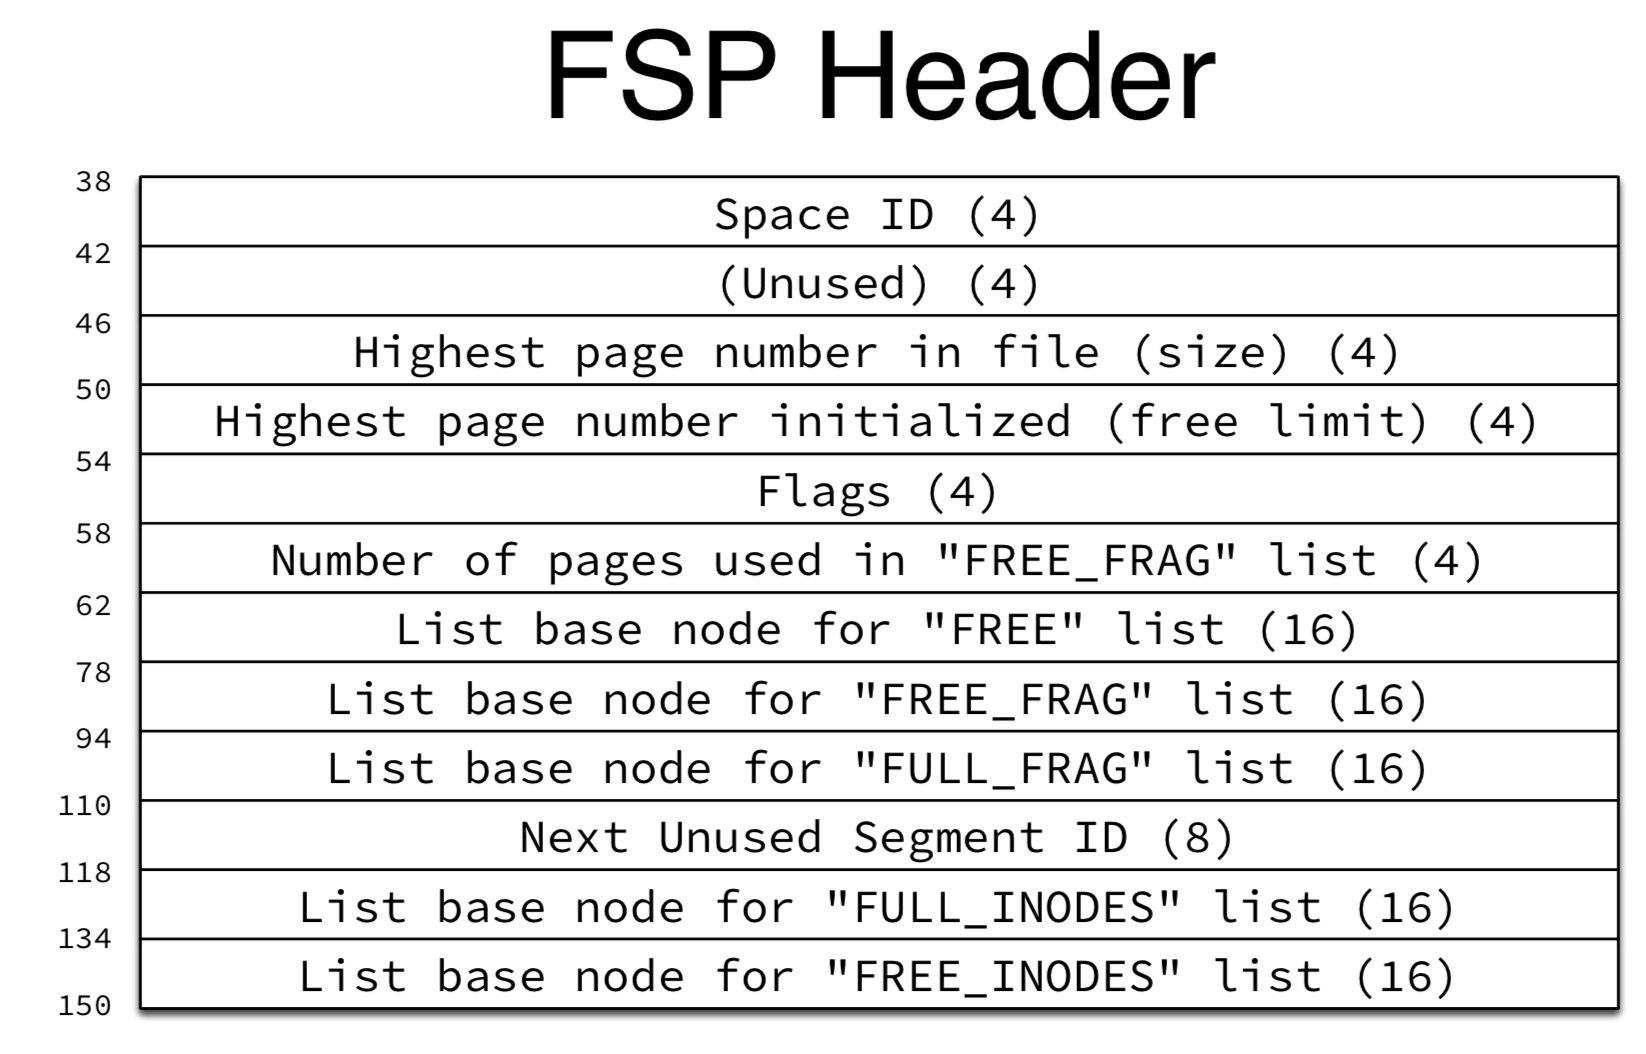 FSP Header
38
Space ID (4)
42
(Unused) (4)
46
Highest page number in file (size) (4)
50
Highest page number initialized (free limit) (4)
54
Flags (4)
58
Number of pages used in "FREE_FRAG" list (4)
62
List base node for "FREE" list (16)
78
List base node for "FREE_FRAG" list (16)
94
List base node for "FULL_FRAG" list (16)
110
Next Unused Segment ID (8)
118
List base node for "FULL_INODES" list (16)
134
List base node for "FREE_INODES" list (16)
150